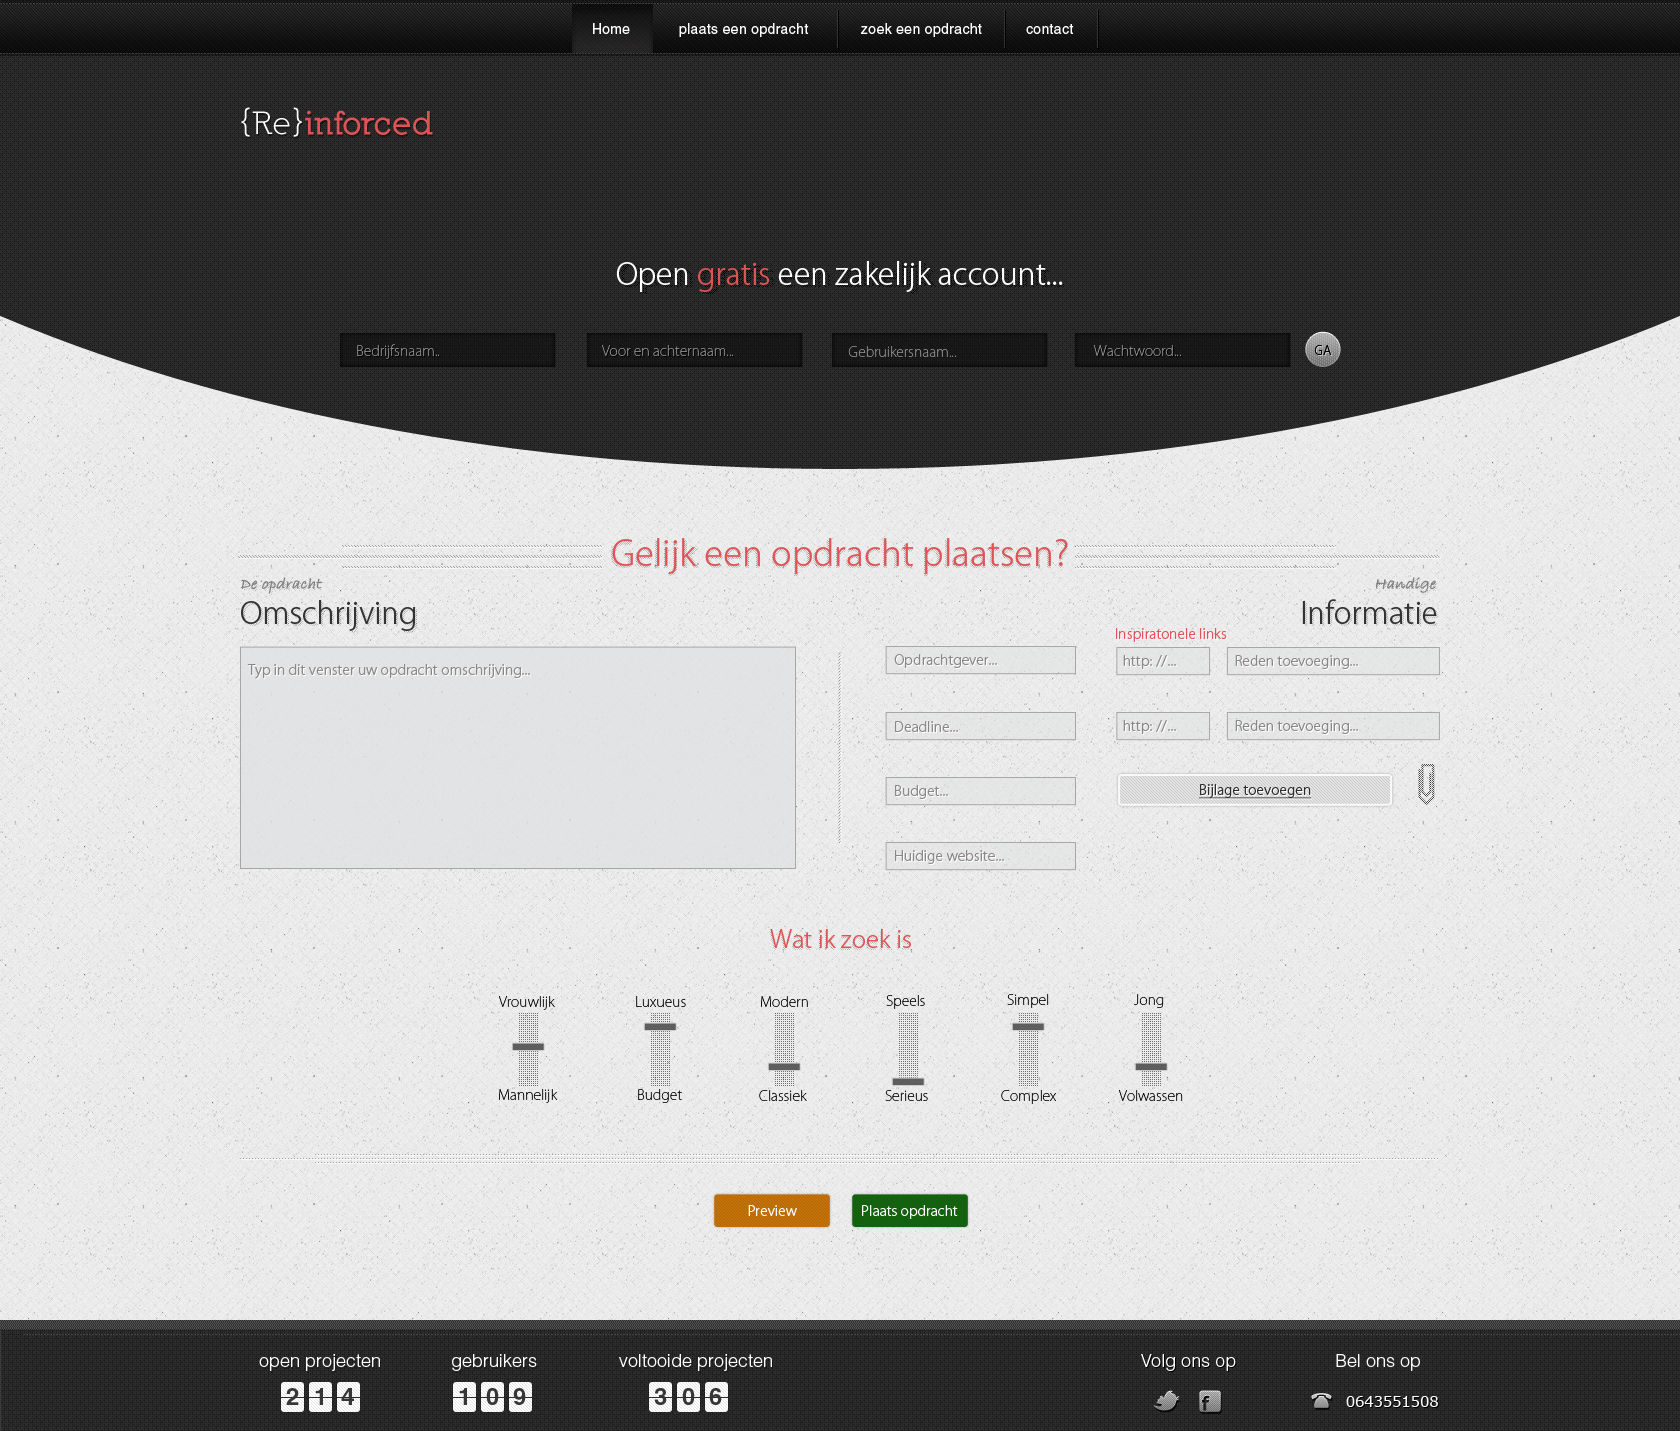 Home plaats een opdracht zoek een opdracht contact
{Re}inforced
Open gratis een zakelijk account...
Bedrijfsnaam.. Voor en achternaam... Gebruikersnaam... Wachtwoord... GA
Gelijk een opdracht plaatsen?
De opdracht
Omschrijving
Handige
Informatie
Typ in dit venster uw opdracht omschrijving...
Opdrachtgever...
Deadline...
Budget...
Huidige website...
Inspiratonele links
http: //... Reden toevoeging...
http: //... Reden toevoeging...
Bijlage toevoegen
Wat ik zoek is
Vrouwlijk Luxueus Modern Speels Simpel Jong
Mannelijk Budget Classiek Serieus Complex Volwassen
Preview Plaats opdracht
open projecten gebruikers voltooide projecten Volg ons op Bel ons op
214 109 306 f 0643551508